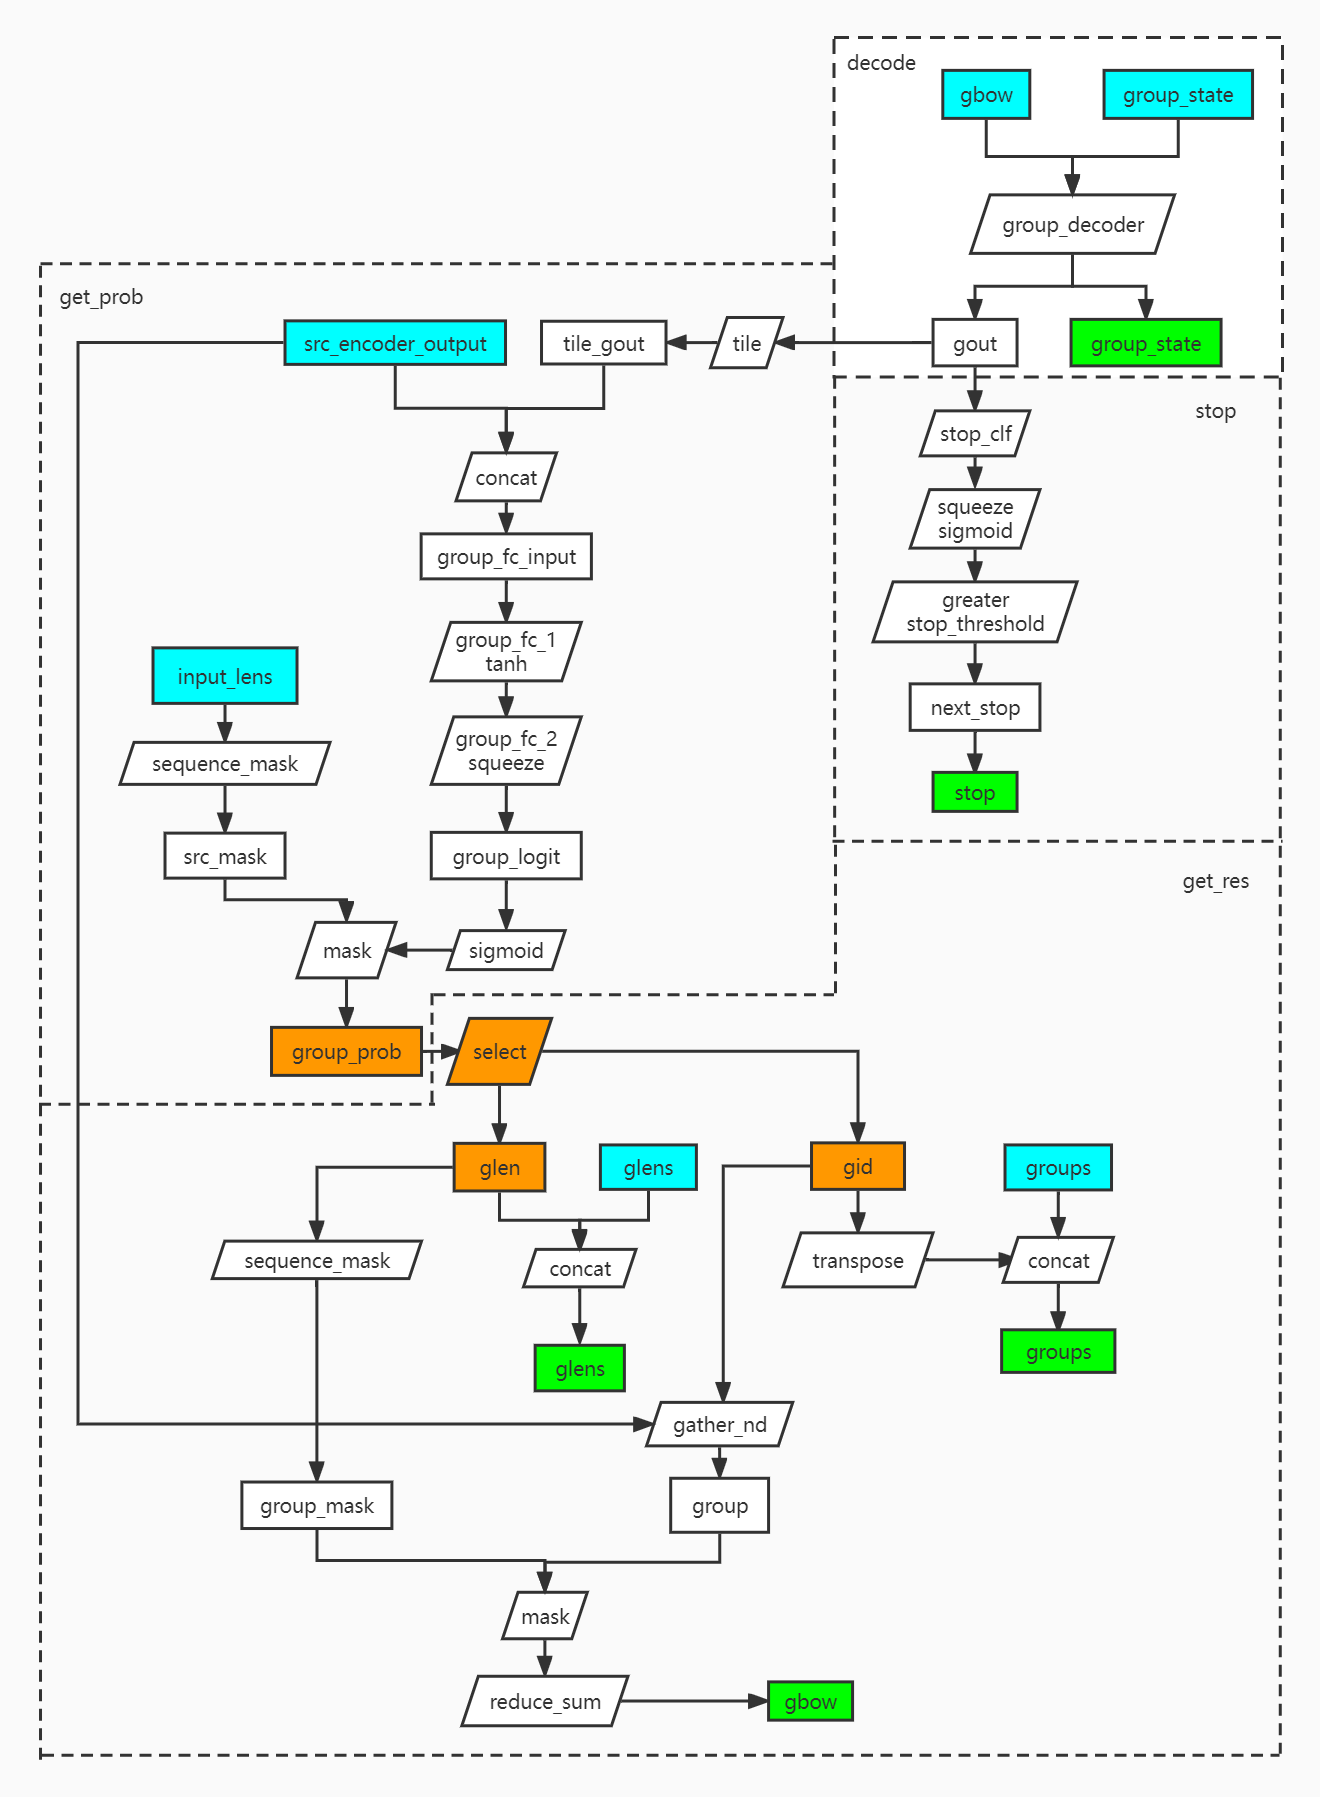 decode
gbow
group_state
group_decoder
get_prob
src_encoder_output
tile_gout
tile
gout
group_state
stop
stop_clf
concat
squeeze
sigmoid
group_fc_input
greater
stop_threshold
group_fc_1
tanh
input_lens
next_stop
group_fc_2
squeeze
sequence_mask
stop
src_mask
group_logit
get_res
mask
sigmoid
group_prob
select
glen
glens
gid
groups
sequence_mask
concat
transpose
concat
glens
groups
gather_nd
group_mask
group
mask
reduce_sum
gbow